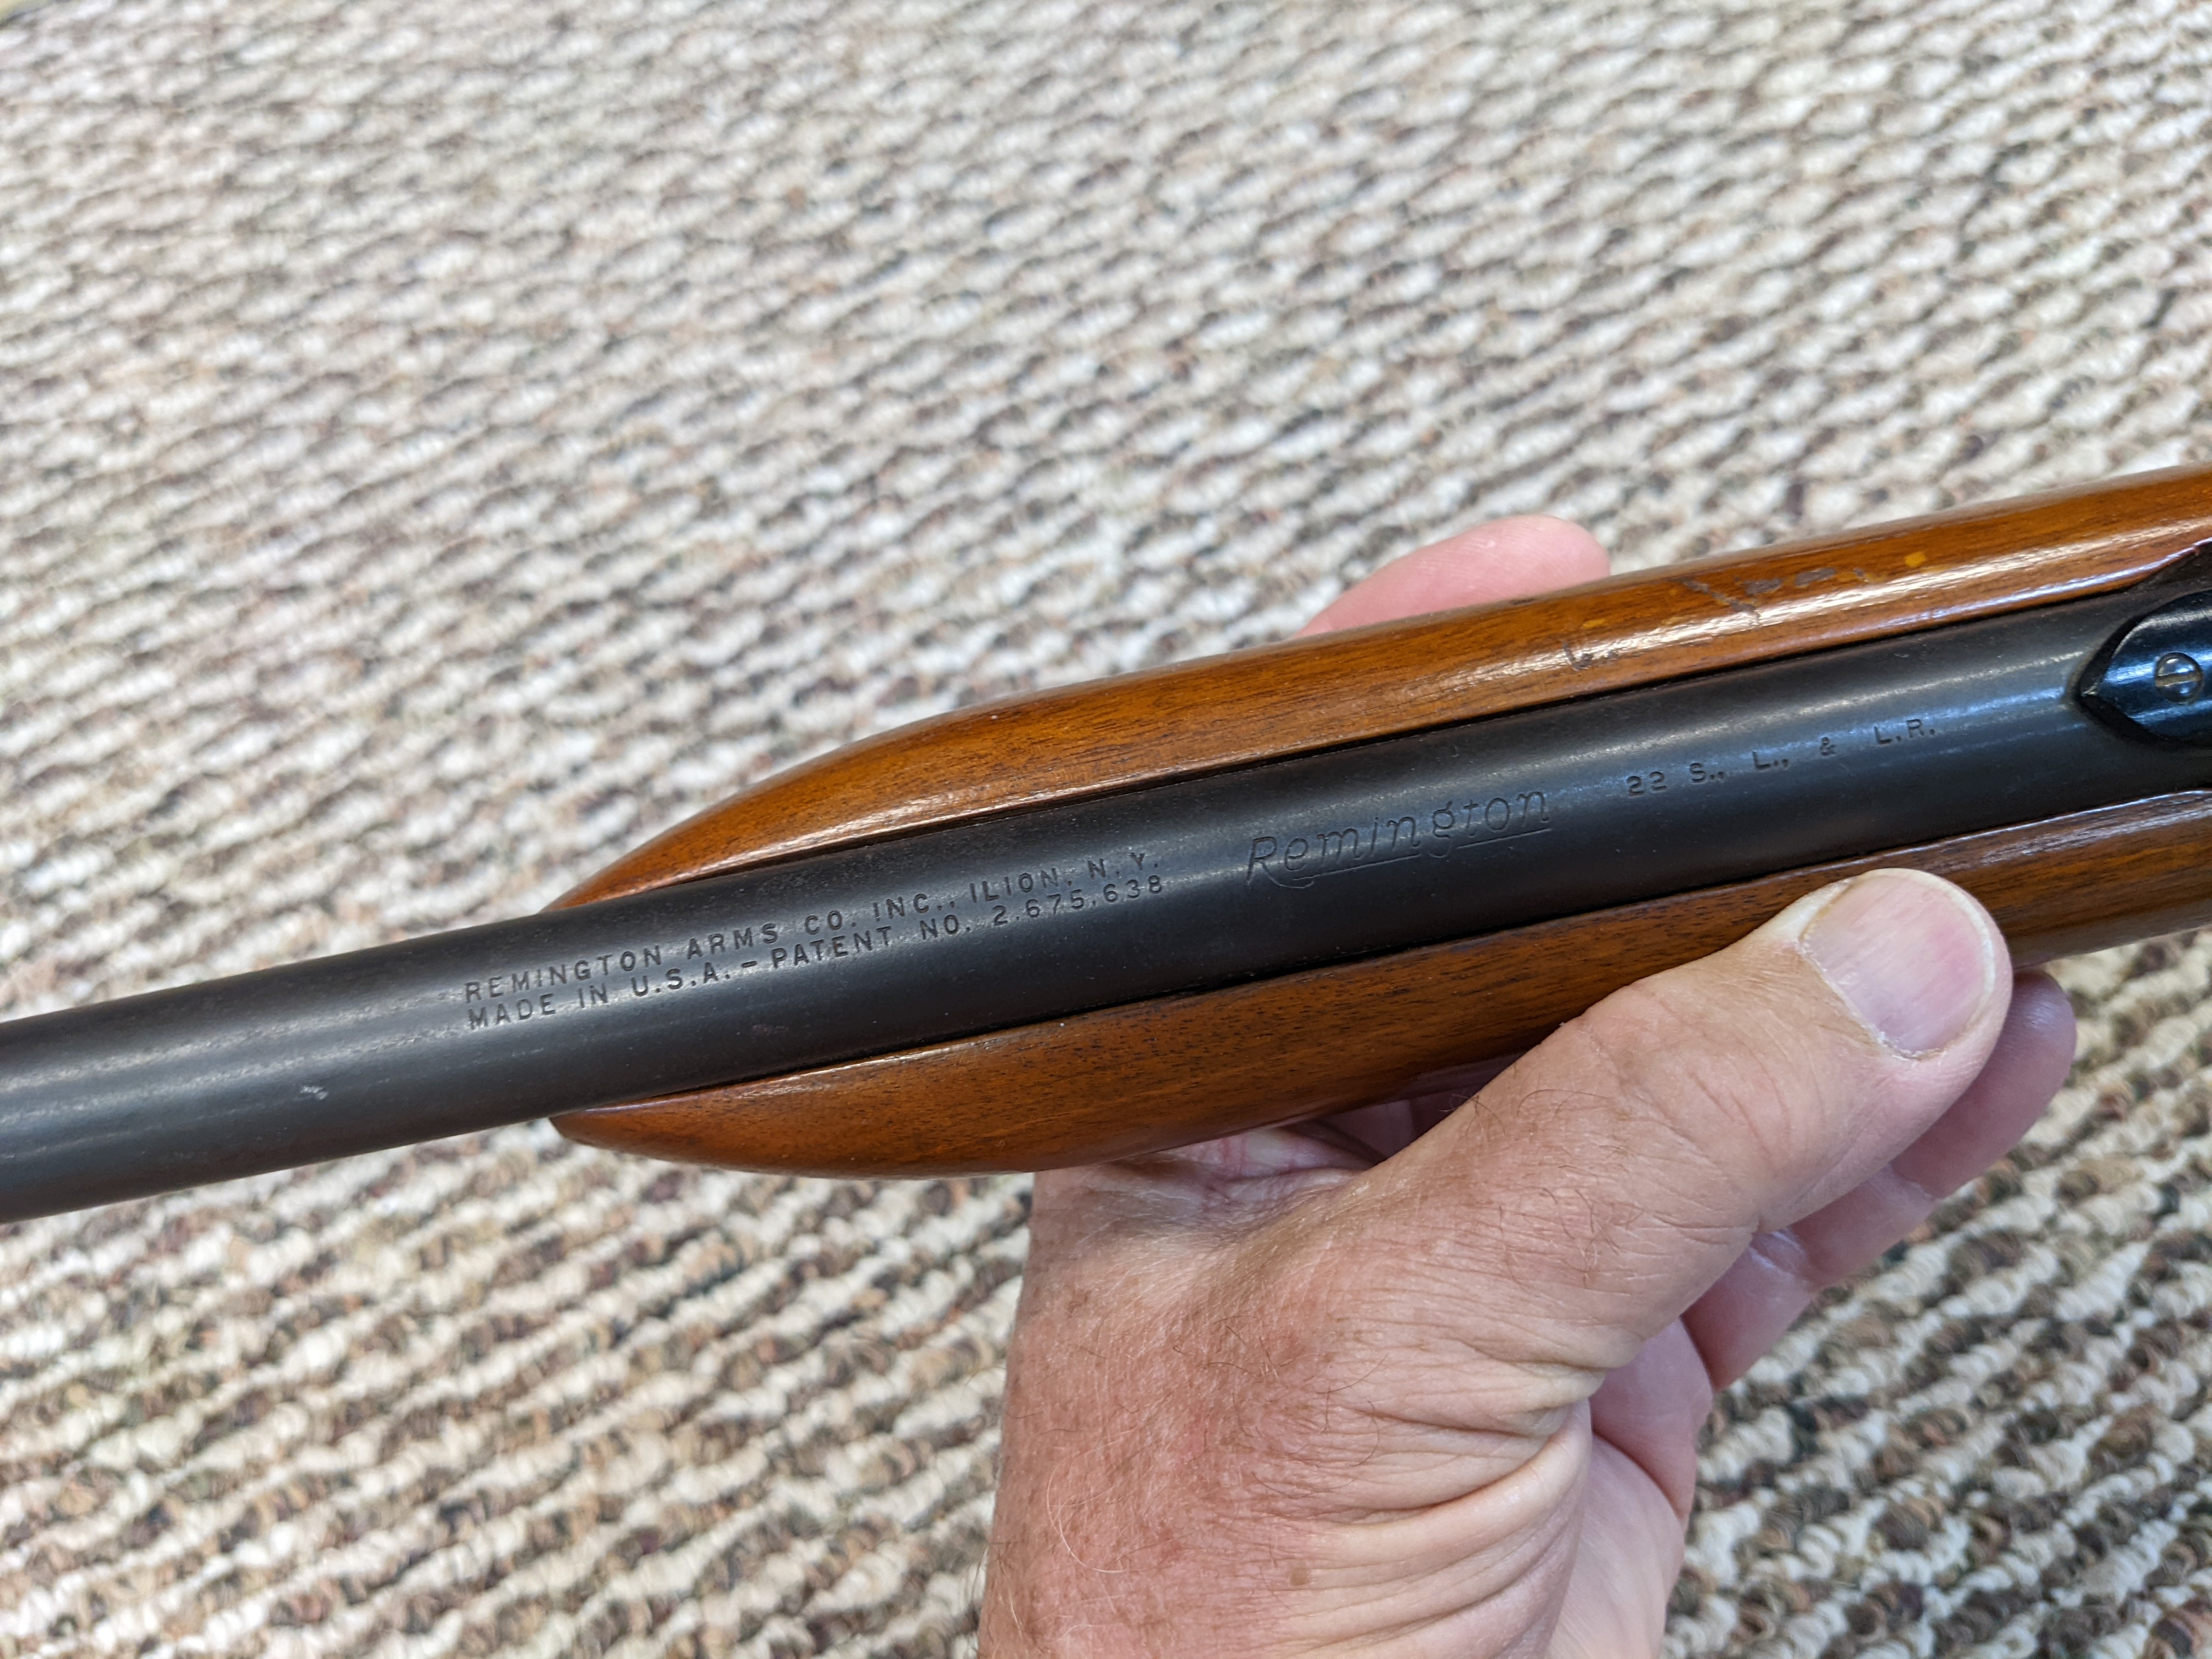 REMINGTON ARMS CO. INC., ILION, N.Y.
MADE IN U.S.A. – PATENT NO. 2,675,638
Remington
22 S., L., & L.R.